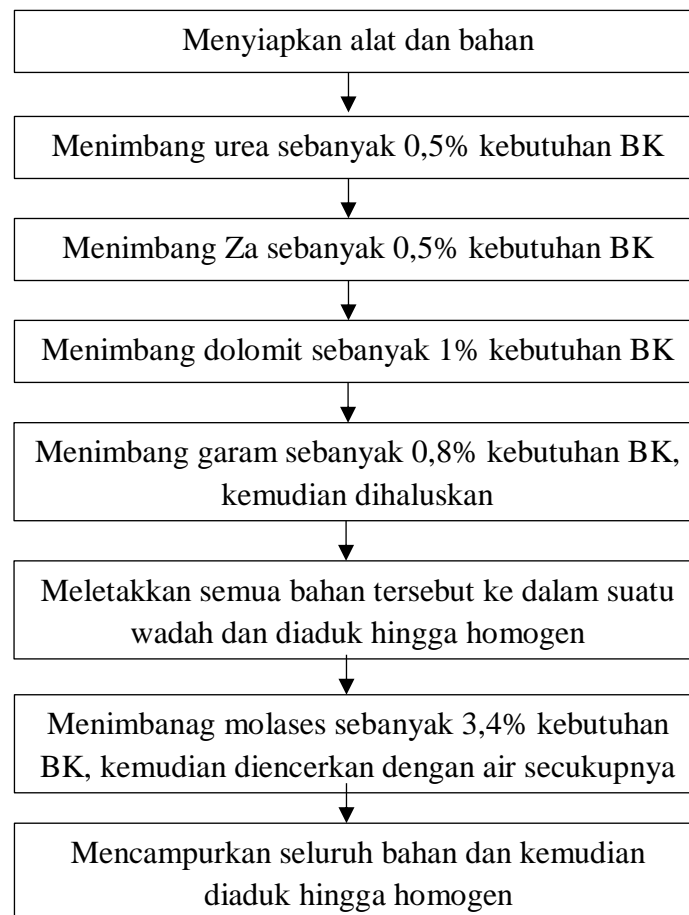 Menyiapkan alat dan bahan
Menimbang urea sebanyak 0,5% kebutuhan BK
Menimbang Za sebanyak 0,5% kebutuhan BK
Menimbang dolomit sebanyak 1% kebutuhan BK
Menimbang garam sebanyak 0,8% kebutuhan BK,
kemudian dihaluskan
Meletakkan semua bahan tersebut ke dalam suatu
wadah dan diaduk hingga homogen
Menimbanag molases sebanyak 3,4% kebutuhan
BK, kemudian diencerkan dengan air secukupnya
Mencampurkan seluruh bahan dan kemudian
diaduk hingga homogen